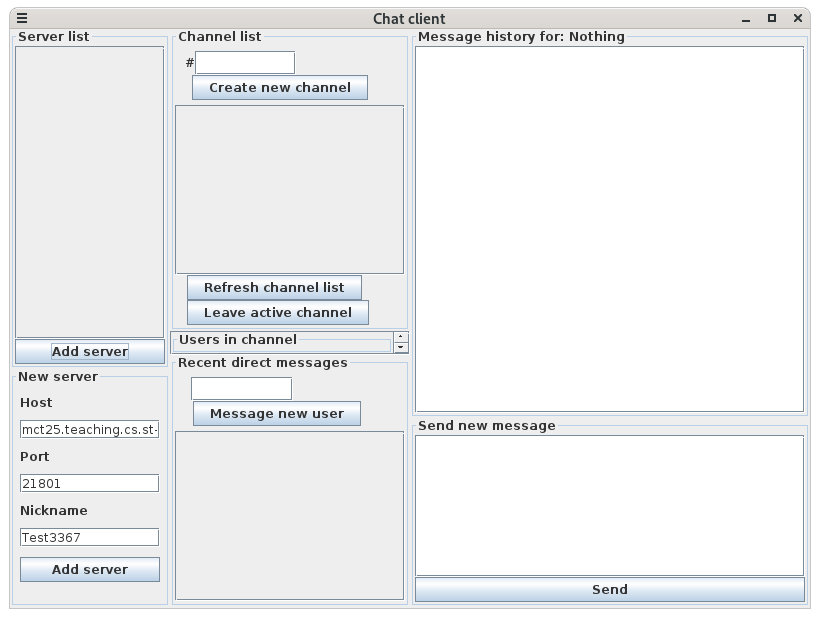 Chat client
Server list
Add server
New server
Host
mct25.teaching.cs.st-
Port
21801
Nickname
Test3367
Add server
Channel list
#
Create new channel
Refresh channel list
Leave active channel
Users in channel
Recent direct messages
Message new user
Message history for: Nothing
Send new message
Send